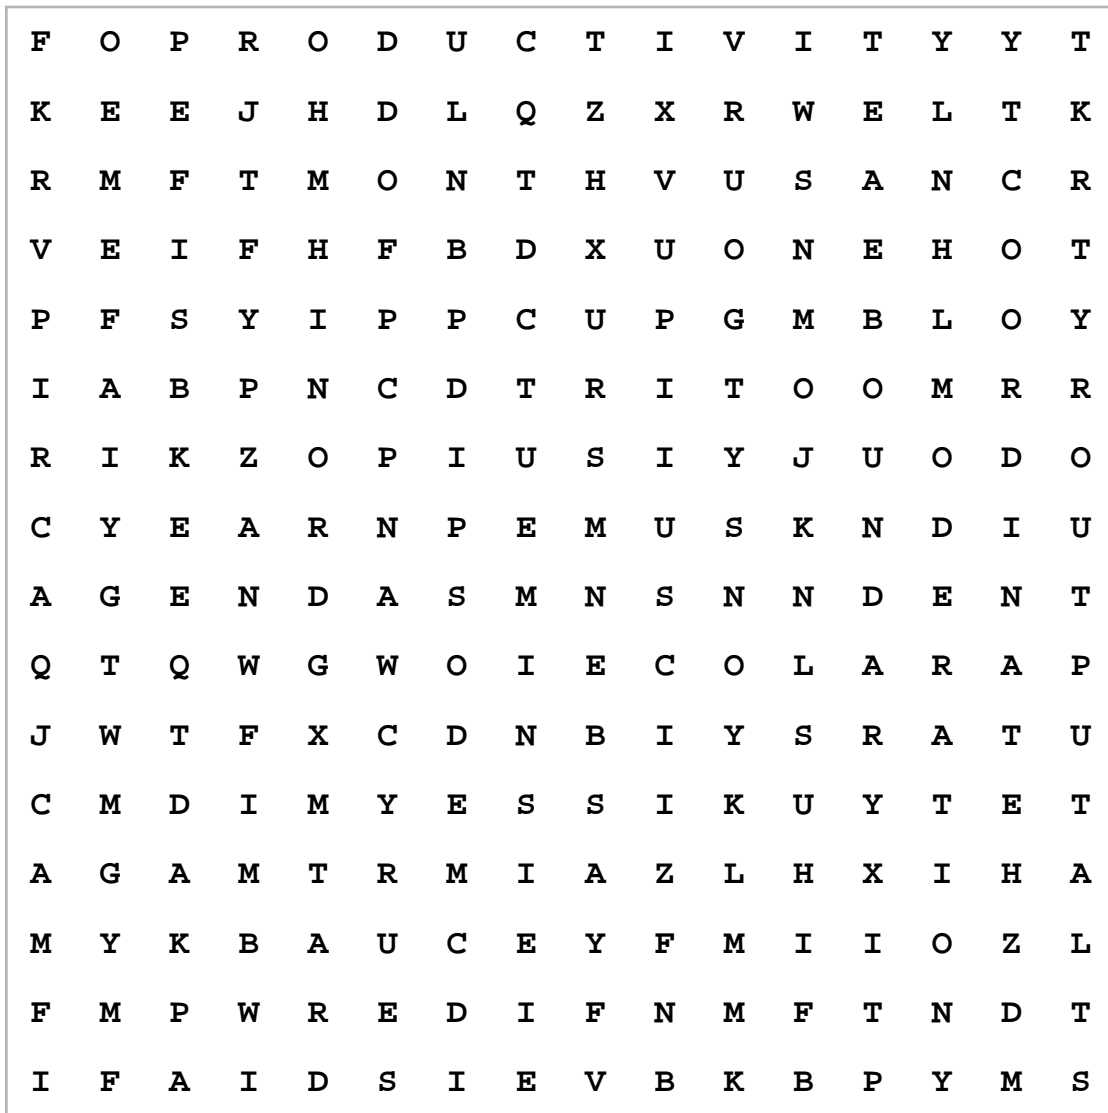 F O P R O D U C T I V I T Y Y T
K E E J H D L Q Z X R W E L T K
R M F T M O N T H V U S A N C R
V E I F H F B D X U O N E H O T
P F S Y I P P C U P G M B L O Y
I A B P N C D T R I T O O M R R
R I K Z O P I U S I Y J U O D O
C Y E A R N P E M U S K N D I U
A G E N D A S M N S N N D E N T
Q T Q W G W O I E C O L A R A P
J W T F X C D N B I Y S R A T U
C M D I M Y E S S I K U Y T E T
A G A M T R M I A Z L H X I H A
M Y K B A U C E Y F M I I O Z L
F M P W R E D I F N M F T N D T
I F A I D S I E V B K B P Y M S